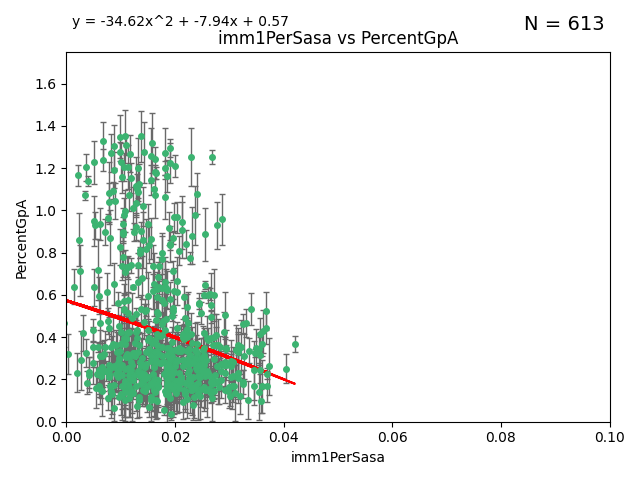 y = -34.62x^2 + -7.94x + 0.57
N = 613
imm1PerSasa vs PercentGpA
PercentGpA
1.6
1.4
1.2
1.0
0.8
0.6
0.4
0.2
0.0
0.00 0.02 0.04 0.06 0.08 0.10
imm1PerSasa